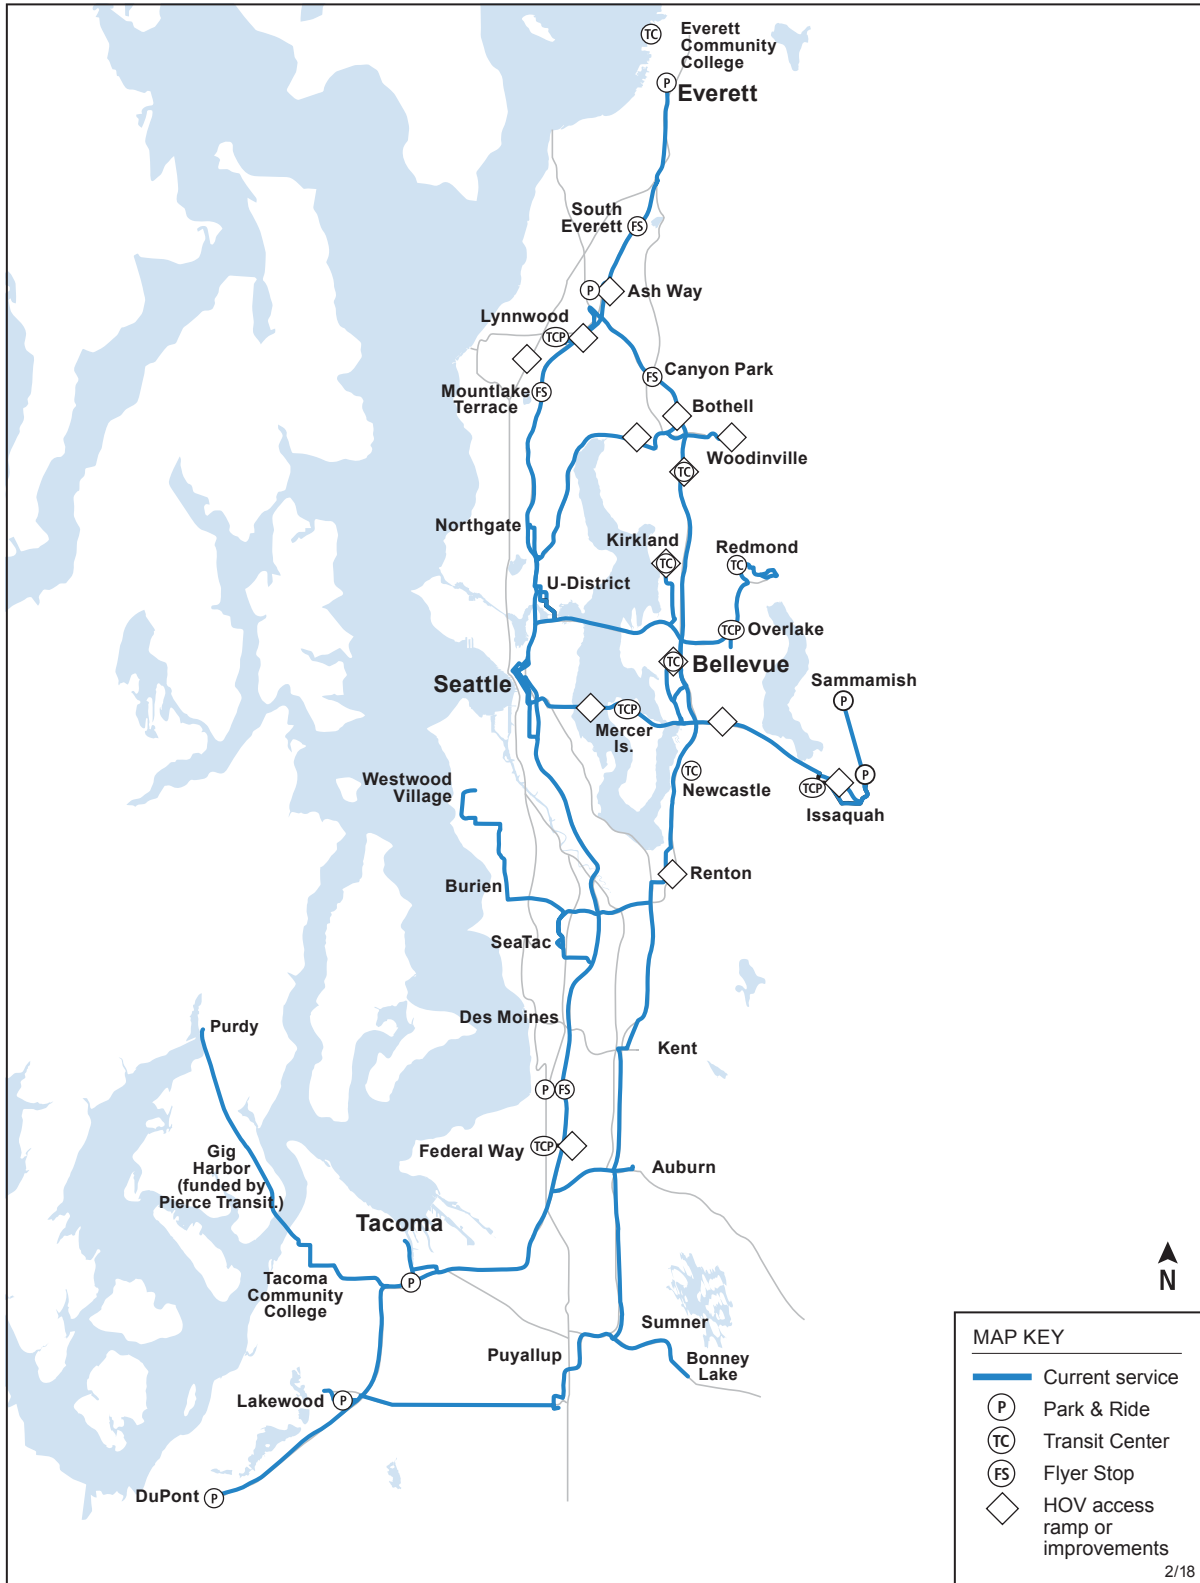 TC
Everett
Community
College
P
Everett
South
Everett
FS
P
Ash Way
Lynnwood
TCP
FS
Canyon Park
Mountlake
Terrace
FS
Bothell
Woodinville
TC
Northgate
Kirkland
TC
Redmond
TC
U-District
TCP
Overlake
TC
Bellevue
Seattle
Sammamish
P
TCP
Mercer
Is.
TC
Newcastle
P
TCP
Issaquah
Westwood
Village
Renton
Burien
SeaTac
Des Moines
Purdy
Kent
P
FS
Federal Way
TCP
Auburn
Gig
Harbor
(funded by
Pierce Transit.)
Tacoma
P
Tacoma
Community
College
N
Sumner
Puyallup
Bonney
Lake
Lakewood
P
DuPont
P
MAP KEY
Current service
P
Park & Ride
TC
Transit Center
FS
Flyer Stop
HOV access
ramp or
improvements
2/18